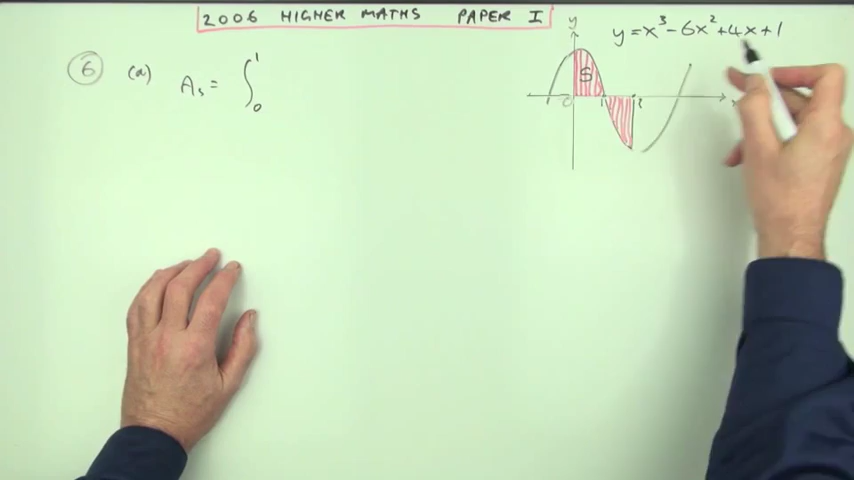 2006 HIGHER MATHS PAPER I
y
y=x³-6x²+4x+1
6 (a) Aₛ= ∫₀¹
S
0 1 2